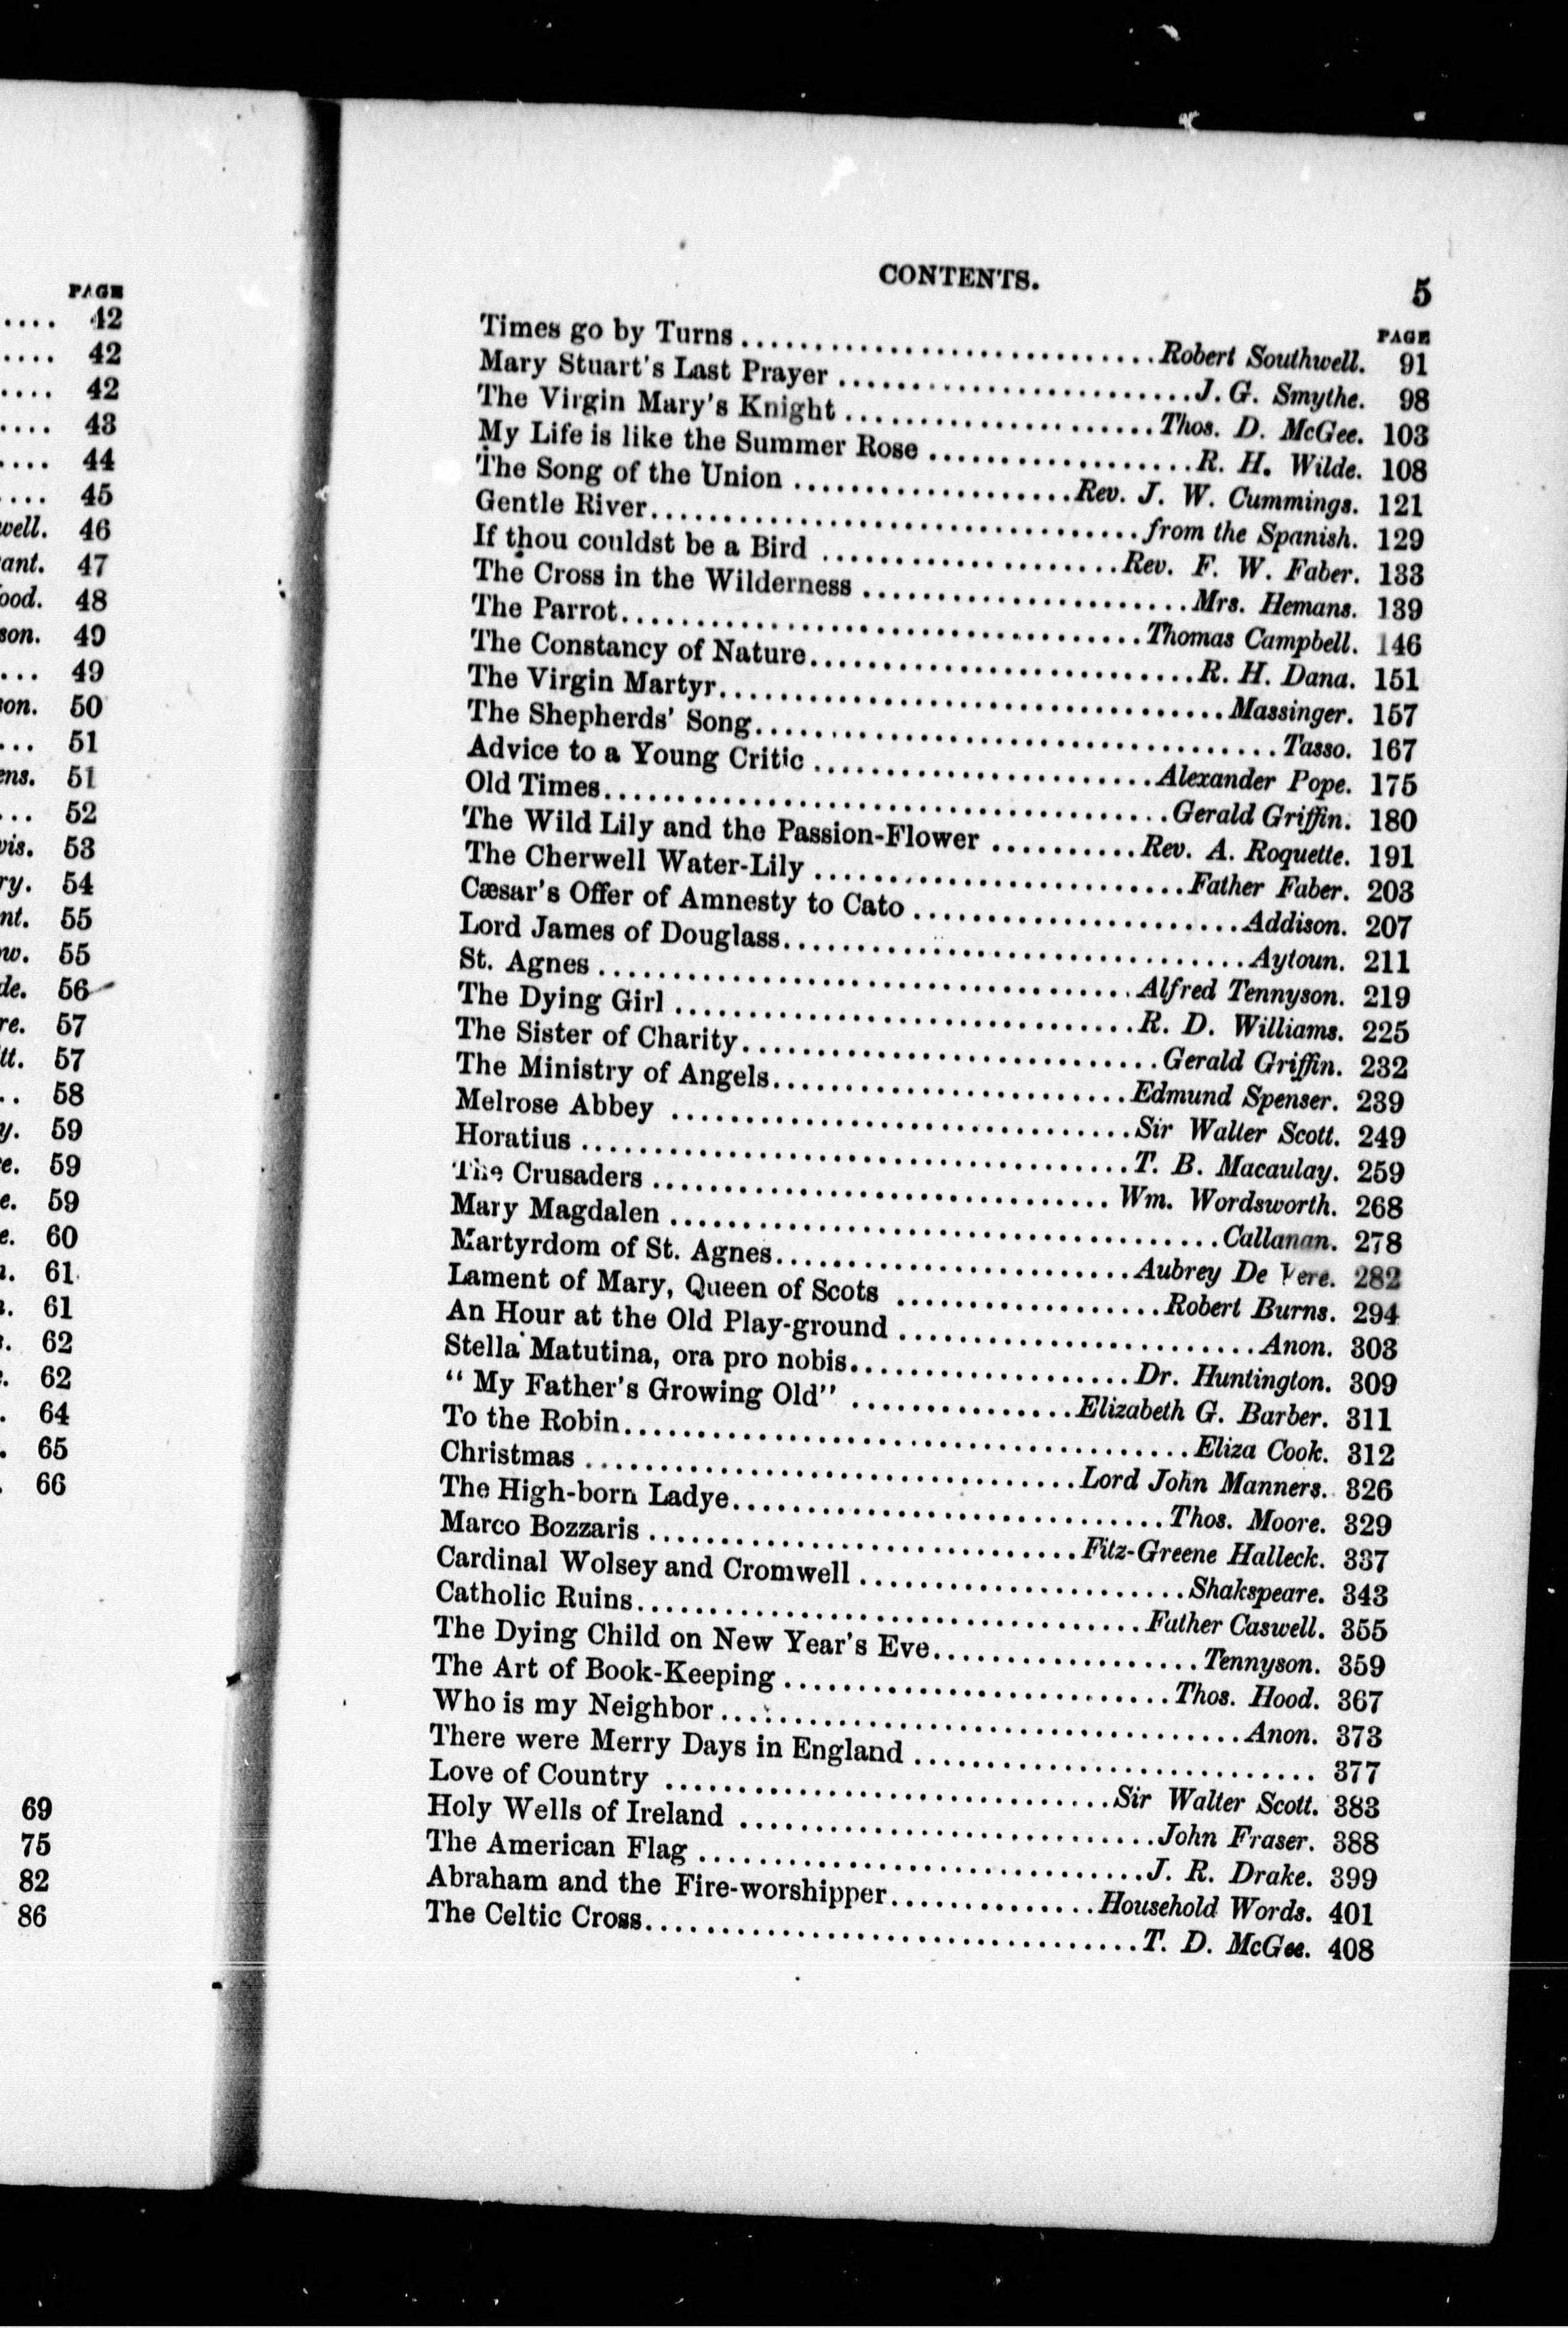 PAGE
.... 42
.... 42
.... 42
.... 43
.... 44
.... 45
well. 46
ant. 47
ood. 48
son. 49
... 49
son. 50
... 51
ens. 51
... 52
vis. 53
ry. 54
nt. 55
w. 55
de. 56
re. 57
tt. 57
.. 58
y. 59
e. 59
e. 59
e. 60
61
61
62
62
64
65
66
69
75
82
86
CONTENTS. 5
PAGE
Times go by Turns ............................ Robert Southwell. 91
Mary Stuart's Last Prayer ........................ J. G. Smythe. 98
The Virgin Mary's Knight ..................... Thos. D. McGee. 103
My Life is like the Summer Rose .................. R. H. Wilde. 108
The Song of the Union ................... Rev. J. W. Cummings. 121
Gentle River.................................. from the Spanish. 129
If thou couldst be a Bird .................... Rev. F. W. Faber. 133
The Cross in the Wilderness ...................... Mrs. Hemans. 139
The Parrot.................................... Thomas Campbell. 146
The Constancy of Nature........................... R. H. Dana. 151
The Virgin Martyr................................... Massinger. 157
The Shepherds' Song.................................... Tasso. 167
Advice to a Young Critic ....................... Alexander Pope. 175
Old Times....................................... Gerald Griffin. 180
The Wild Lily and the Passion-Flower .......... Rev. A. Roquette. 191
The Cherwell Water-Lily .......................... Father Faber. 203
Cæsar's Offer of Amnesty to Cato ...................... Addison. 207
Lord James of Douglass................................ Aytoun. 211
St. Agnes ..................................... Alfred Tennyson. 219
The Dying Girl ................................ R. D. Williams. 225
The Sister of Charity............................. Gerald Griffin. 232
The Ministry of Angels......................... Edmund Spenser. 239
Melrose Abbey ................................ Sir Walter Scott. 249
Horatius ...................................... T. B. Macaulay. 259
The Crusaders ................................ Wm. Wordsworth. 268
Mary Magdalen ...................................... Callanan. 278
Martyrdom of St. Agnes......................... Aubrey De Vere. 282
Lament of Mary, Queen of Scots .................. Robert Burns. 294
An Hour at the Old Play-ground ......................... Anon. 303
Stella Matutina, ora pro nobis.................... Dr. Huntington. 309
" My Father's Growing Old" ............... Elizabeth G. Barber. 311
To the Robin....................................... Eliza Cook. 312
Christmas .................................. Lord John Manners. 326
The High-born Ladye.............................. Thos. Moore. 329
Marco Bozzaris .............................. Fitz-Greene Halleck. 337
Cardinal Wolsey and Cromwell ....................... Shakspeare. 343
Catholic Ruins................................... Father Caswell. 355
The Dying Child on New Year's Eve.................. Tennyson. 359
The Art of Book-Keeping .......................... Thos. Hood. 367
Who is my Neighbor .................................... Anon. 373
There were Merry Days in England ............................ 377
Love of Country ............................... Sir Walter Scott. 383
Holy Wells of Ireland ............................. John Fraser. 388
The American Flag ............................... J. R. Drake. 399
Abraham and the Fire-worshipper.............. Household Words. 401
The Celtic Cross.................................. T. D. McGee. 408